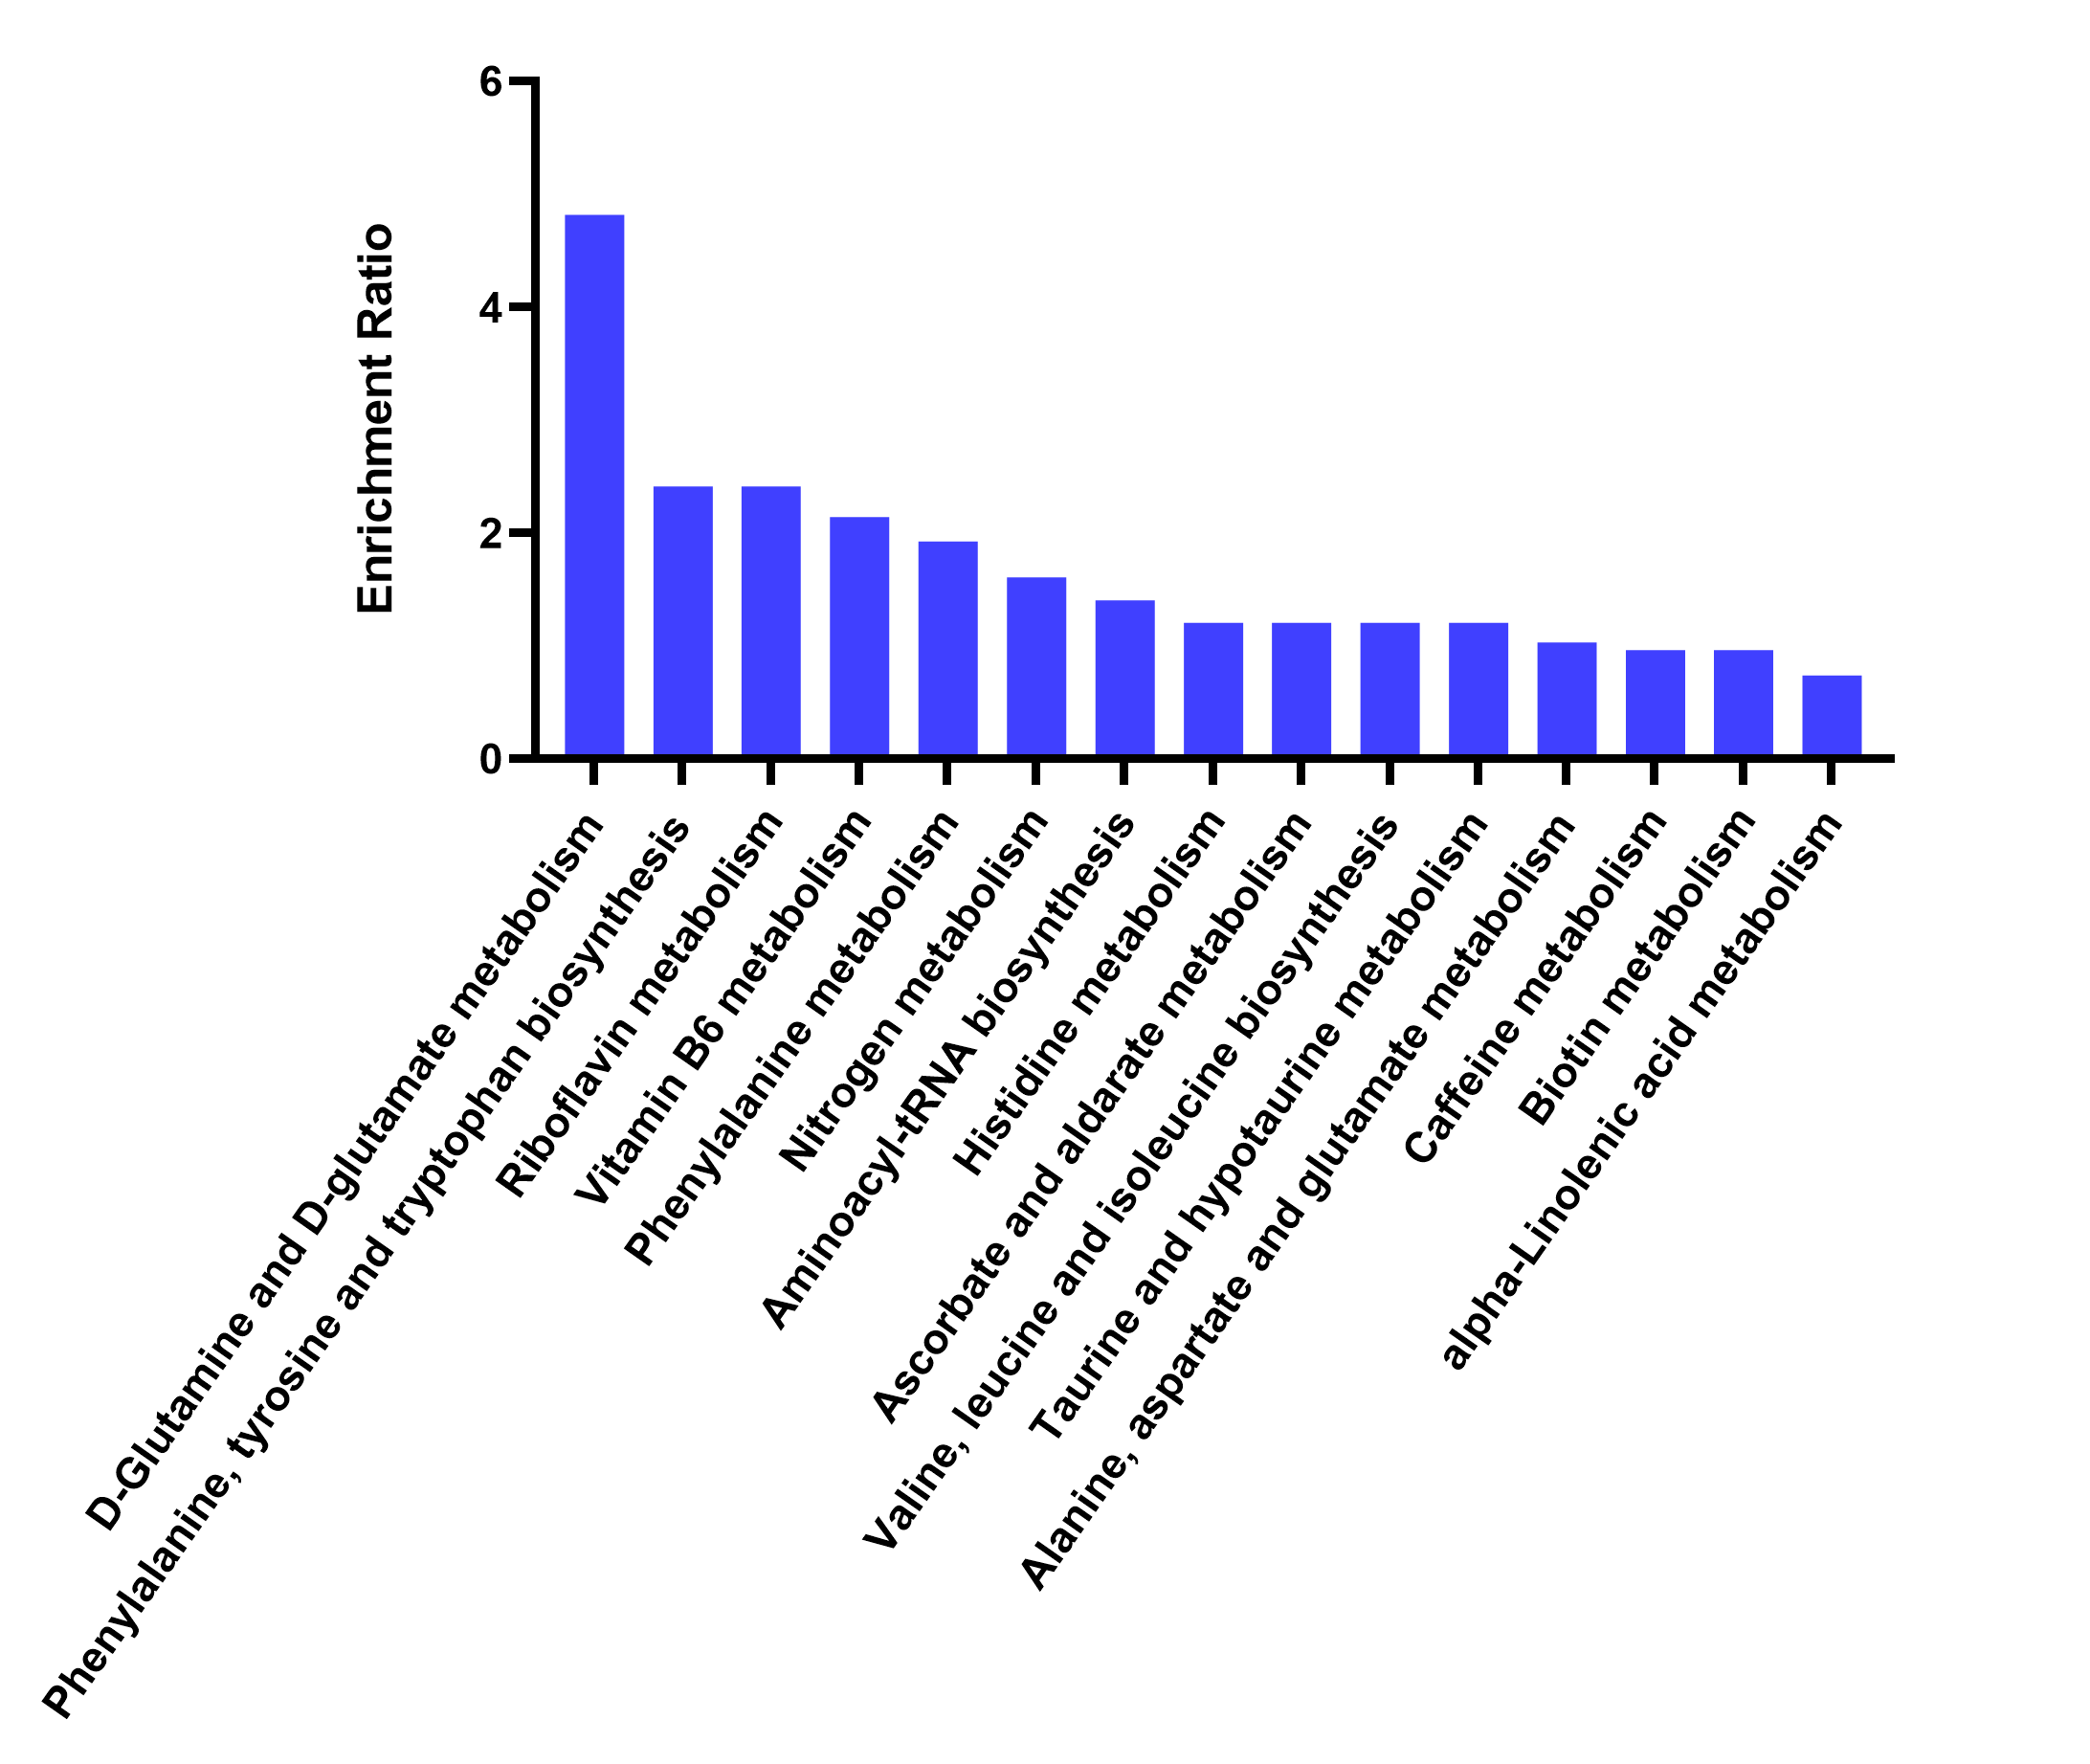 Enrichment Ratio
6
4
2
0
D-Glutamine and D-glutamate metabolism
Phenylalanine, tyrosine and tryptophan biosynthesis
Riboflavin metabolism
Vitamin B6 metabolism
Phenylalanine metabolism
Nitrogen metabolism
Aminoacyl-tRNA biosynthesis
Histidine metabolism
Ascorbate and aldarate metabolism
Valine, leucine and isoleucine biosynthesis
Taurine and hypotaurine metabolism
Alanine, aspartate and glutamate metabolism
Caffeine metabolism
Biotin metabolism
alpha-Linolenic acid metabolism